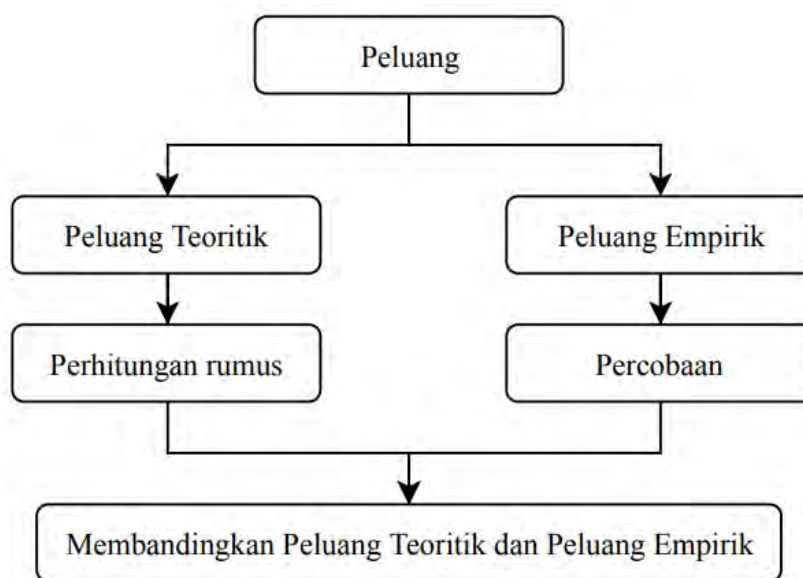 Peluang
Peluang Teoritik
Peluang Empirik
Perhitungan rumus
Percobaan
Membandingkan Peluang Teoritik dan Peluang Empirik